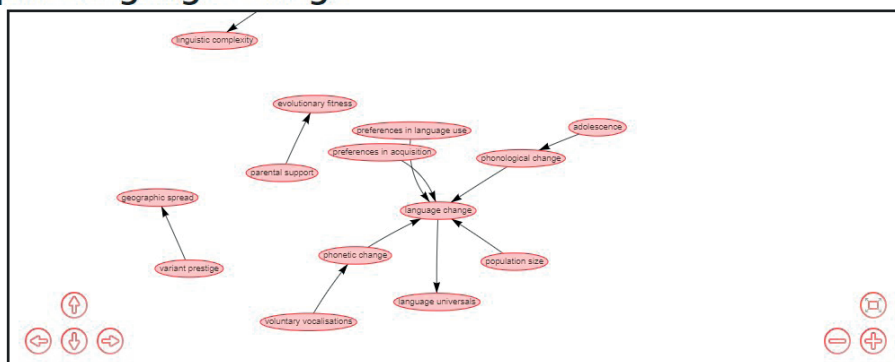 linguistic complexity
evolutionary fitness
preferences in language use
adolescence
preferences in acquisition
phonological change
parental support
geographic spread
language change
phonetic change
population size
variant prestige
language universals
voluntary vocalisations